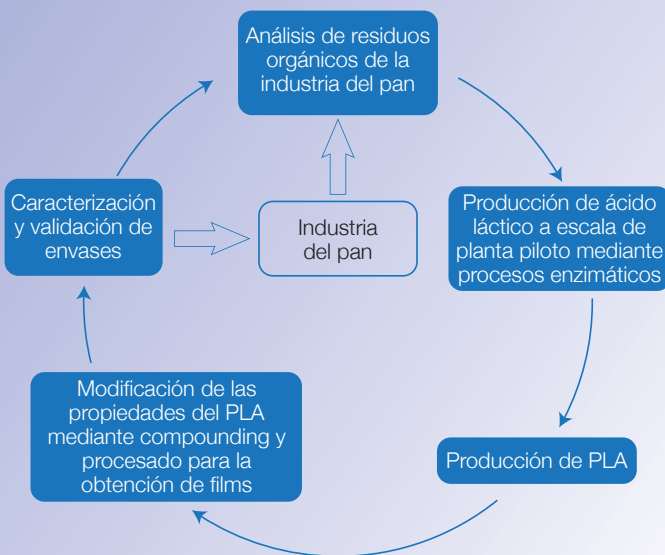 Análisis de residuos
orgánicos de la
industria del pan
Caracterización
y validación de
envases
Industria
del pan
Producción de ácido
láctico a escala de
planta piloto mediante
procesos enzimáticos
Modificación de las
propiedades del PLA
mediante compounding y
procesado para la
obtención de films
Producción de PLA